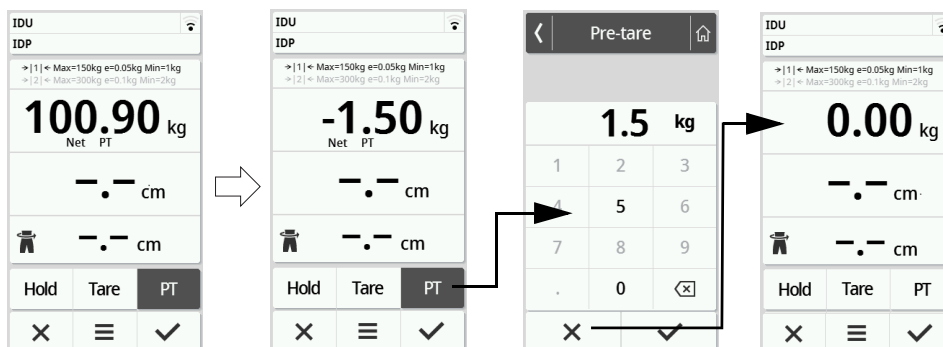 IDU
IDP
→|1|← Max=150kg e=0.05kg Min=1kg
→|2|← Max=300kg e=0.1kg Min=2kg
100.90 kg
Net PT
-.- cm
-.- cm
Hold Tare PT
IDU
IDP
→|1|← Max=150kg e=0.05kg Min=1kg
→|2|← Max=300kg e=0.1kg Min=2kg
-1.50 kg
Net PT
-.- cm
-.- cm
Hold Tare PT
Pre-tare
1.5 kg
1 2 3
4 5 6
7 8 9
. 0
IDU
IDP
→|1|← Max=150kg e=0.05kg Min=1kg
→|2|← Max=300kg e=0.1kg Min=2kg
0.00 kg
-.- cm
-.- cm
Hold Tare PT